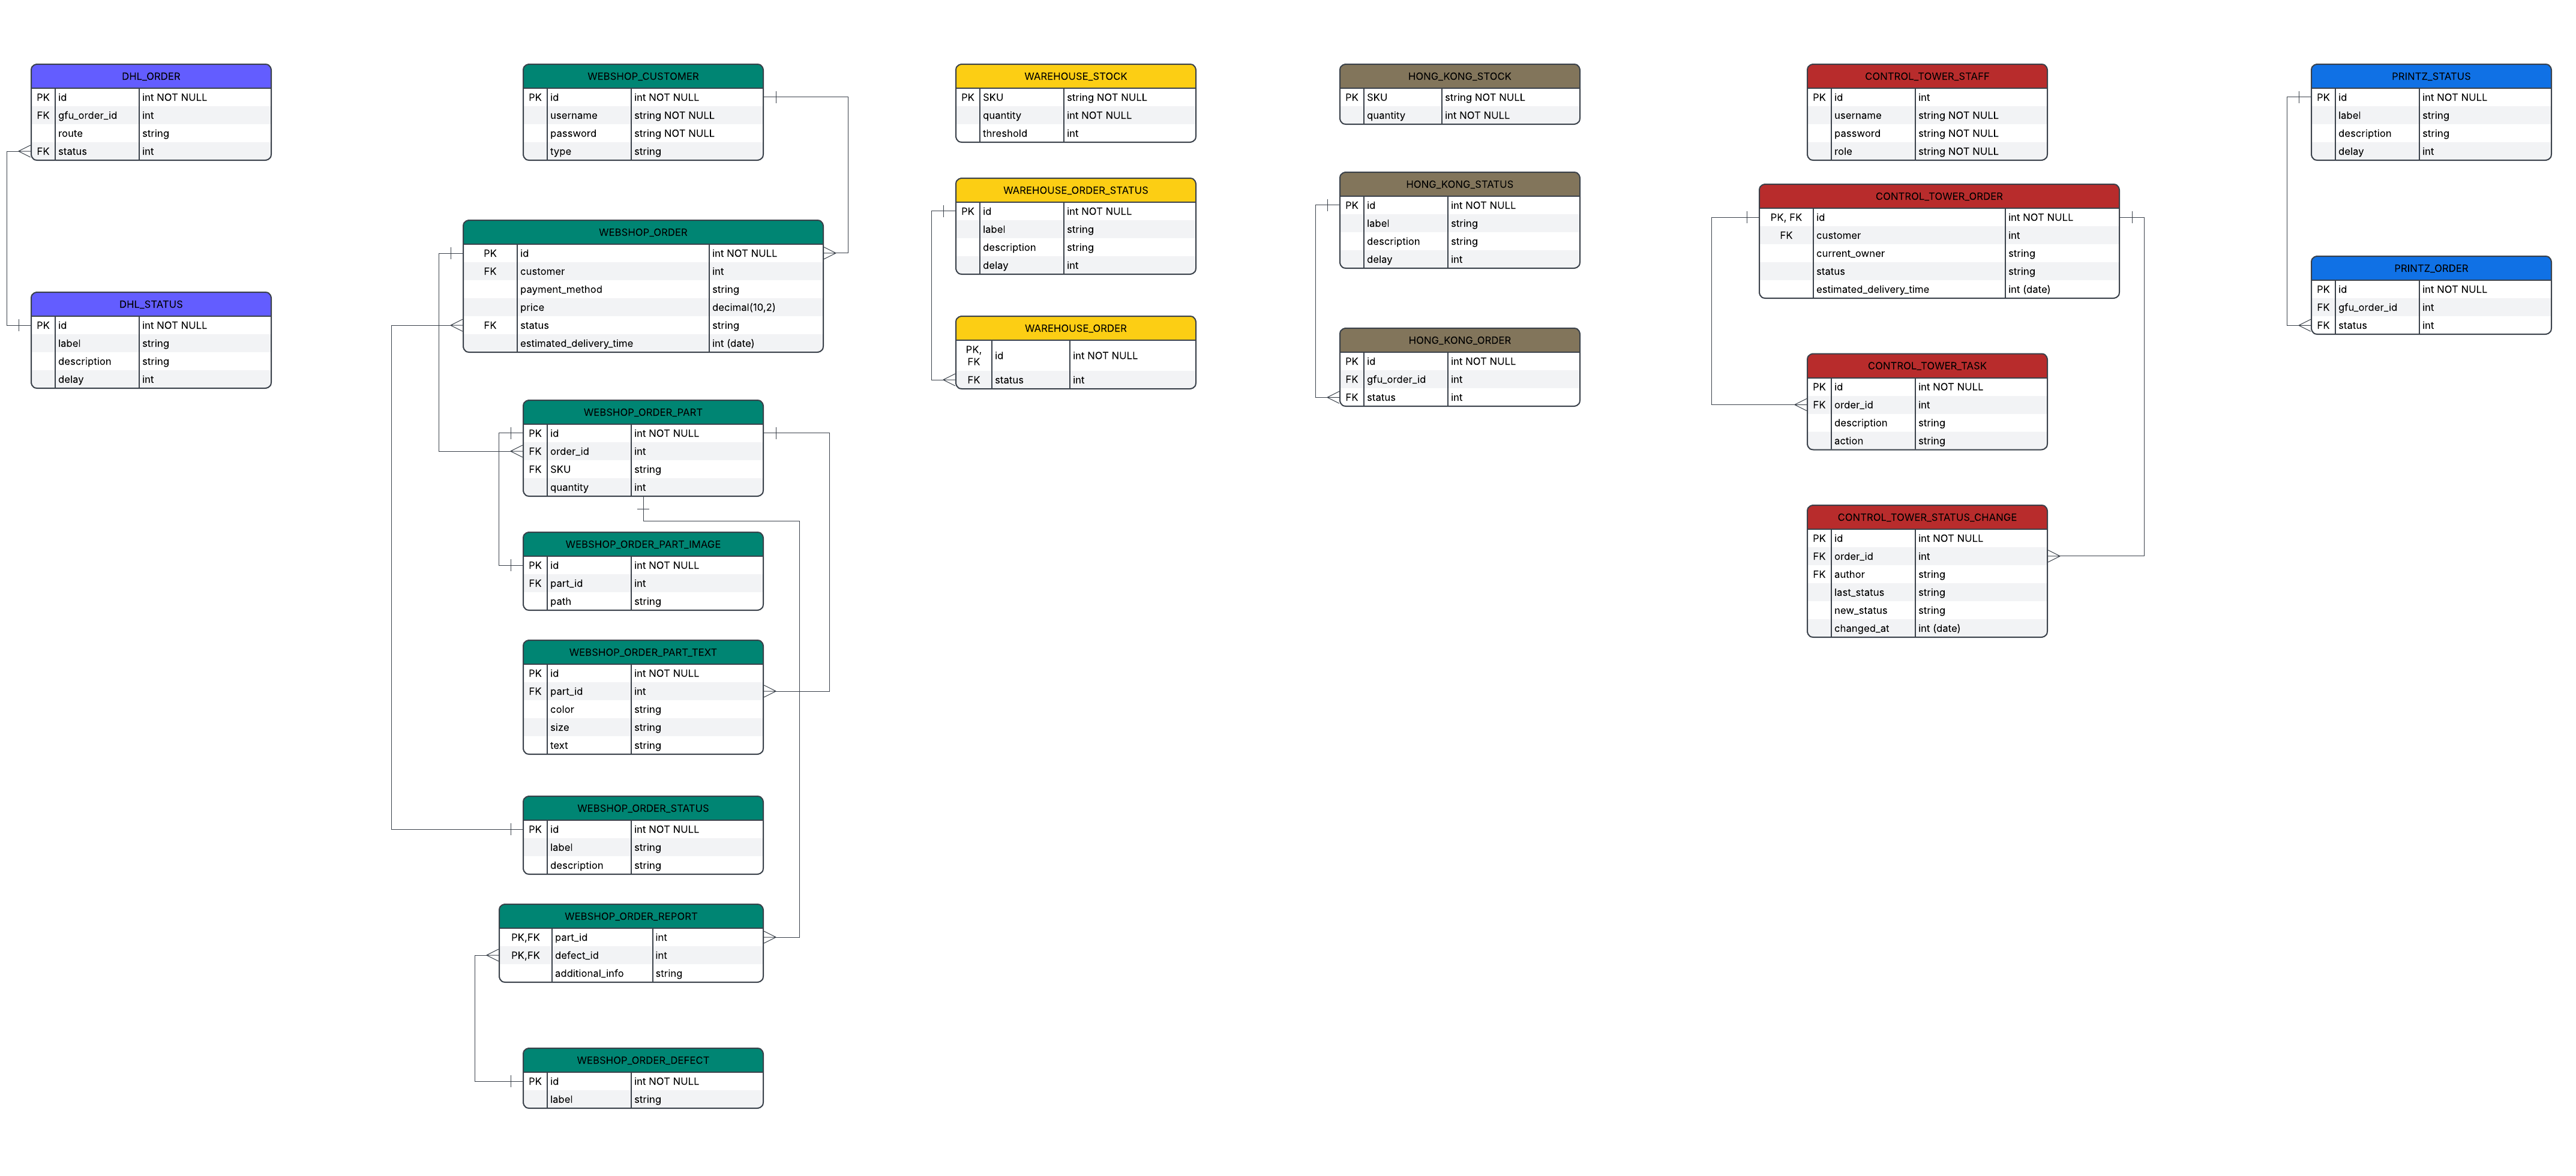 DHL_ORDER
PK id int NOT NULL
FK gfu_order_id int
route string
FK status int
DHL_STATUS
PK id int NOT NULL
label string
description string
delay int
WEBSHOP_CUSTOMER
PK id int NOT NULL
username string NOT NULL
password string NOT NULL
type string
WEBSHOP_ORDER
PK id int NOT NULL
FK customer int
payment_method string
price decimal(10,2)
FK status string
estimated_delivery_time int (date)
WEBSHOP_ORDER_PART
PK id int NOT NULL
FK order_id int
FK SKU string
quantity int
WEBSHOP_ORDER_PART_IMAGE
PK id int NOT NULL
FK part_id int
path string
WEBSHOP_ORDER_PART_TEXT
PK id int NOT NULL
FK part_id int
color string
size string
text string
WEBSHOP_ORDER_STATUS
PK id int NOT NULL
label string
description string
WEBSHOP_ORDER_REPORT
PK,FK part_id int
PK,FK defect_id int
additional_info string
WEBSHOP_ORDER_DEFECT
PK id int NOT NULL
label string
WAREHOUSE_STOCK
PK SKU string NOT NULL
quantity int NOT NULL
threshold int
WAREHOUSE_ORDER_STATUS
PK id int NOT NULL
label string
description string
delay int
WAREHOUSE_ORDER
PK,
FK id int NOT NULL
FK status int
HONG_KONG_STOCK
PK SKU string NOT NULL
quantity int NOT NULL
HONG_KONG_STATUS
PK id int NOT NULL
label string
description string
delay int
HONG_KONG_ORDER
PK id int NOT NULL
FK gfu_order_id int
FK status int
CONTROL_TOWER_STAFF
PK id int
username string NOT NULL
password string NOT NULL
role string NOT NULL
CONTROL_TOWER_ORDER
PK, FK id int NOT NULL
FK customer int
current_owner string
status string
estimated_delivery_time int (date)
CONTROL_TOWER_TASK
PK id int NOT NULL
FK order_id int
description string
action string
CONTROL_TOWER_STATUS_CHANGE
PK id int NOT NULL
FK order_id int
FK author string
last_status string
new_status string
changed_at int (date)
PRINTZ_STATUS
PK id int NOT NULL
label string
description string
delay int
PRINTZ_ORDER
PK id int NOT NULL
FK gfu_order_id int
FK status int